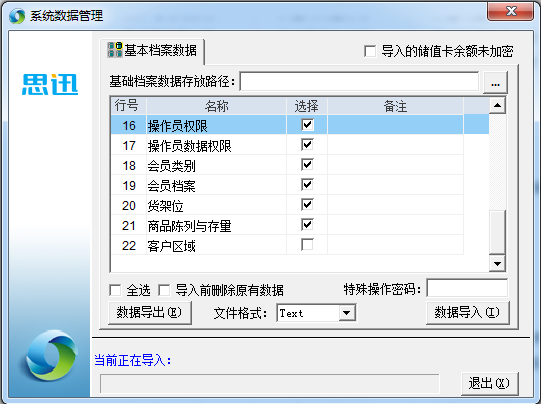 系统数据管理
思迅
基本档案数据
导入的储值卡余额未加密
基础档案数据存放路径:
...
行号 名称 选择 备注
16 操作员权限
17 操作员数据权限
18 会员类别
19 会员档案
20 货架位
21 商品陈列与存量
22 客户区域
全选 导入前删除原有数据 特殊操作密码:
数据导出(E) 文件格式: Text 数据导入(I)
当前正在导入:
退出(X)